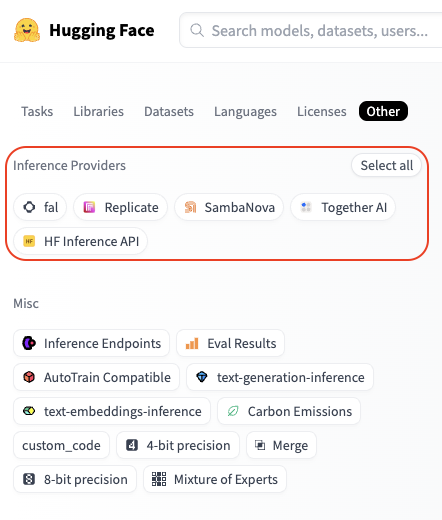 Hugging Face
Search models, datasets, users...
Tasks Libraries Datasets Languages Licenses Other
Inference Providers Select all
fal Replicate SambaNova Together AI
HF HF Inference API
Misc
Inference Endpoints Eval Results
AutoTrain Compatible text-generation-inference
text-embeddings-inference Carbon Emissions
custom_code 4 4-bit precision Merge
8 8-bit precision Mixture of Experts